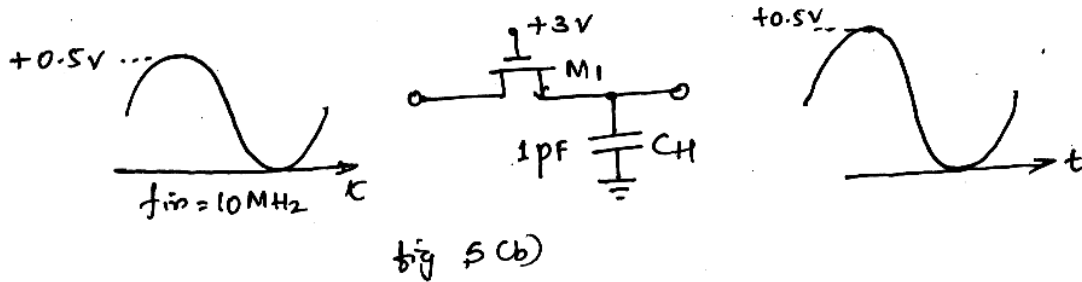 +0.5V
+3V
M1
1pF
CH
fin = 10MHz
t
+0.5V
t
fig 5 (b)